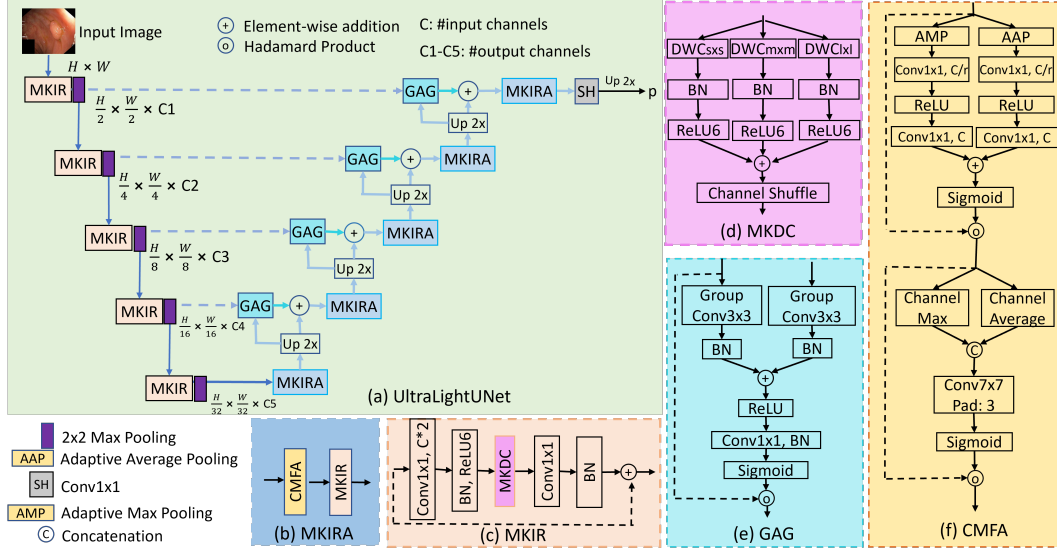 Input Image
H × W
MKIR
H/2 × W/2 × C1
MKIR
H/4 × W/4 × C2
MKIR
H/8 × W/8 × C3
MKIR
H/16 × W/16 × C4
MKIR
H/32 × W/32 × C5
+ Element-wise addition
o Hadamard Product
C: #input channels
C1-C5: #output channels
GAG
+
MKIRA
SH
Up 2x
p
Up 2x
GAG
+
MKIRA
Up 2x
GAG
+
MKIRA
Up 2x
GAG
+
MKIRA
Up 2x
MKIRA
(a) UltraLightUNet
2x2 Max Pooling
AAP Adaptive Average Pooling
SH Conv1x1
AMP Adaptive Max Pooling
C Concatenation
CMFA
MKIR
(b) MKIRA
Conv1x1, C*2
BN, ReLU6
MKDC
Conv1x1
BN
+
(c) MKIR
DWCsxs DWCmxm DWClxl
BN BN BN
ReLU6 ReLU6 ReLU6
+
Channel Shuffle
(d) MKDC
Group Conv3x3
Group Conv3x3
BN BN
+
ReLU
Conv1x1, BN
Sigmoid
o
(e) GAG
AMP AAP
Conv1x1, C/r Conv1x1, C/r
ReLU ReLU
Conv1x1, C Conv1x1, C
+
Sigmoid
o
Channel Max
Channel Average
C
Conv7x7
Pad: 3
Sigmoid
o
(f) CMFA